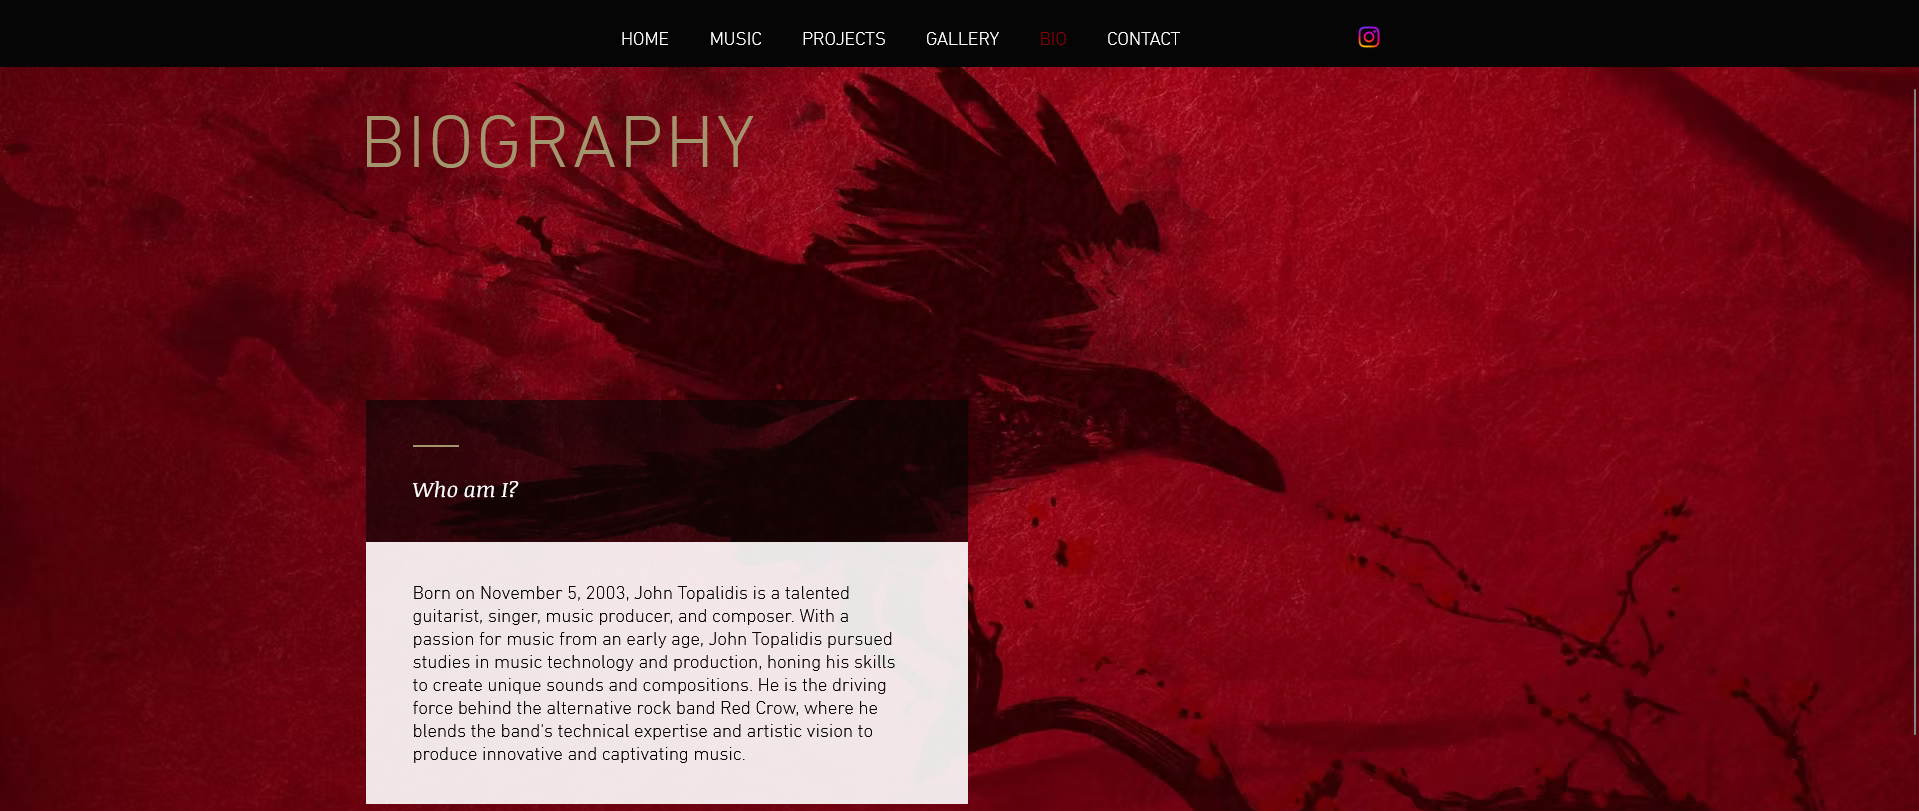 HOME MUSIC PROJECTS GALLERY BIO CONTACT
BIOGRAPHY
Who am I?
Born on November 5, 2003, John Topalidis is a talented
guitarist, singer, music producer, and composer. With a
passion for music from an early age, John Topalidis pursued
studies in music technology and production, honing his skills
to create unique sounds and compositions. He is the driving
force behind the alternative rock band Red Crow, where he
blends the band's technical expertise and artistic vision to
produce innovative and captivating music.